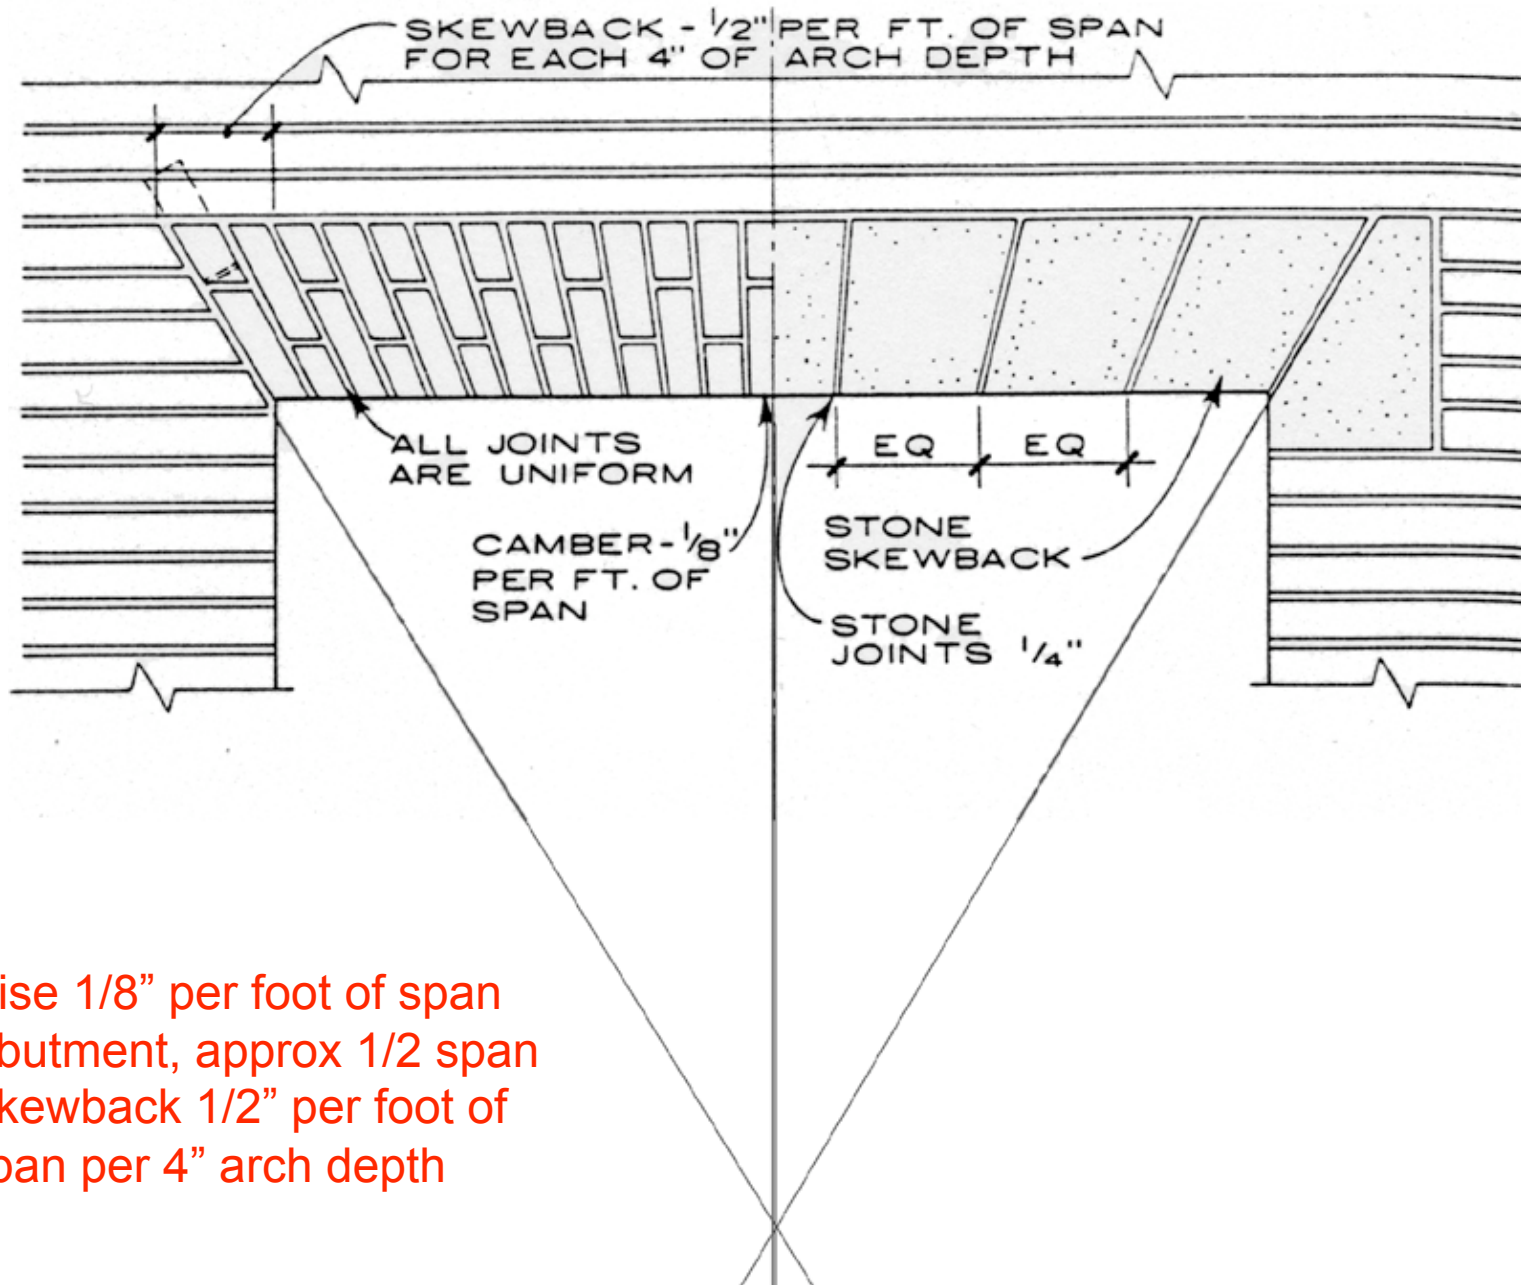 SKEWBACK - 1/2" PER FT. OF SPAN
FOR EACH 4" OF ARCH DEPTH
ALL JOINTS
ARE UNIFORM
CAMBER - 1/8"
PER FT. OF
SPAN
EQ
EQ
STONE
SKEWBACK
STONE
JOINTS 1/4"
ise 1/8” per foot of span
butment, approx 1/2 span
kewback 1/2” per foot of
pan per 4” arch depth